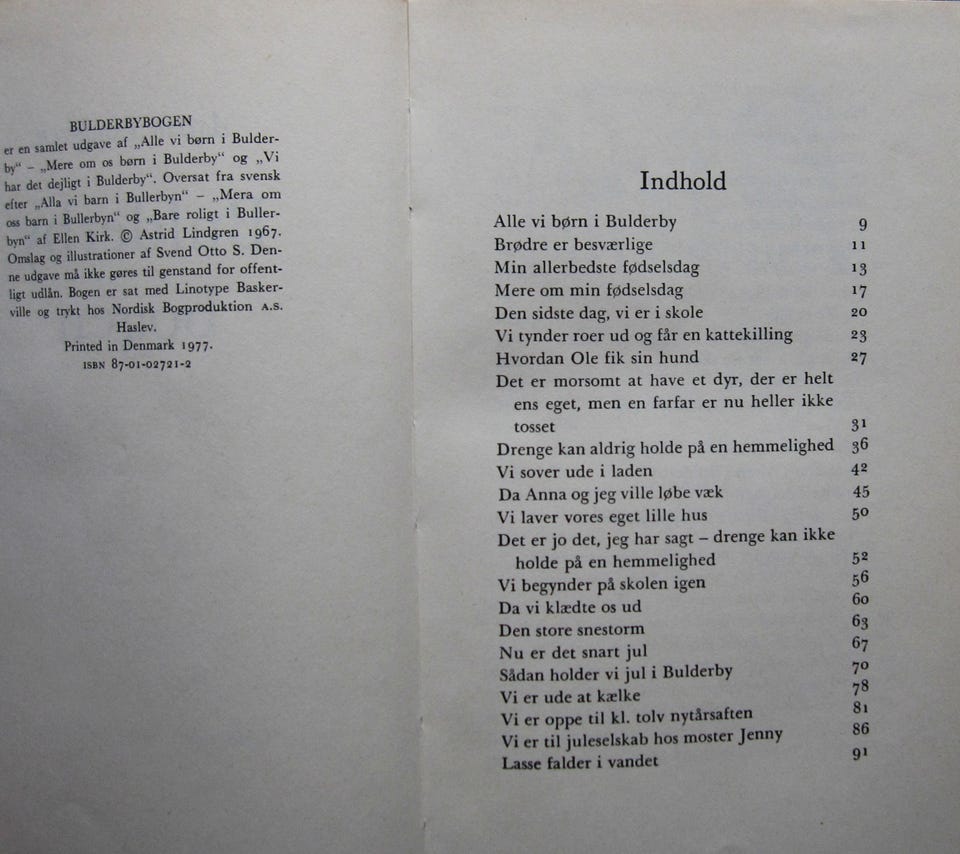 BULDERBYBOGEN
er en samlet udgave af „Alle vi børn i Bulder-
by“ – „Mere om os børn i Bulderby“ og „Vi
har det dejligt i Bulderby“. Oversat fra svensk
efter „Alla vi barn i Bullerbyn“ – „Mera om
oss barn i Bullerbyn“ og „Bare roligt i Buller-
byn“ af Ellen Kirk. © Astrid Lindgren 1967.
Omslag og illustrationer af Svend Otto S. Den-
ne udgave må ikke gøres til genstand for offent-
ligt udlån. Bogen er sat med Linotype Basker-
ville og trykt hos Nordisk Bogproduktion A.S.
Haslev.
Printed in Denmark 1977.
ISBN 87-01-02721-2
Indhold
Alle vi børn i Bulderby 9
Brødre er besværlige 11
Min allerbedste fødselsdag 13
Mere om min fødselsdag 17
Den sidste dag, vi er i skole 20
Vi tynder roer ud og får en kattekilling 23
Hvordan Ole fik sin hund 27
Det er morsomt at have et dyr, der er helt
ens eget, men en farfar er nu heller ikke
tosset 31
Drenge kan aldrig holde på en hemmelighed 36
Vi sover ude i laden 42
Da Anna og jeg ville løbe væk 45
Vi laver vores eget lille hus 50
Det er jo det, jeg har sagt – drenge kan ikke
holde på en hemmelighed 52
Vi begynder på skolen igen 56
Da vi klædte os ud 60
Den store snestorm 63
Nu er det snart jul 67
Sådan holder vi jul i Bulderby 70
Vi er ude at kælke 78
Vi er oppe til kl. tolv nytårsaften 81
Vi er til juleselskab hos moster Jenny 86
Lasse falder i vandet 91